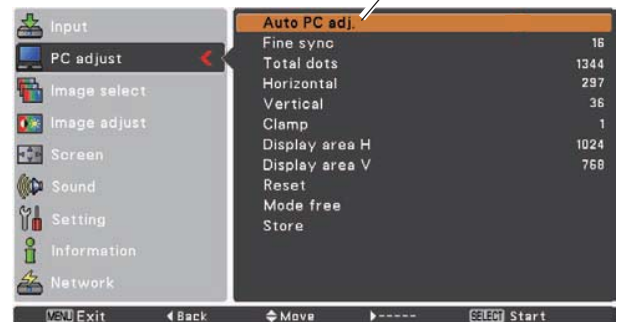 Input
PC adjust
Image select
Image adjust
Screen
Sound
Setting
Information
Network
Auto PC adj.
Fine sync 16
Total dots 1344
Horizontal 297
Vertical 36
Clamp 1
Display area H 1024
Display area V 768
Reset
Mode free
Store
MENU Exit Back Move ----- SELECT Start